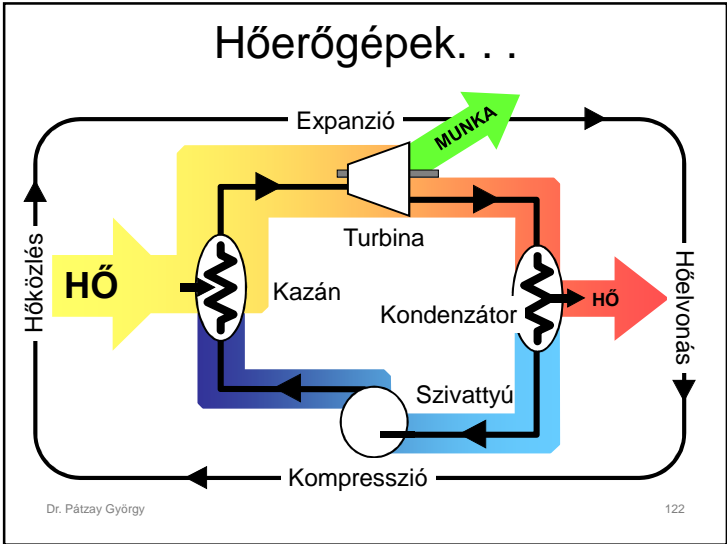 Hőerőgépek. . .
Expanzió
MUNKA
Turbina
Hőközlés
HŐ
Kazán
Kondenzátor
HŐ
Hőelvonás
Szivattyú
Kompresszió
Dr. Pátzay György
122